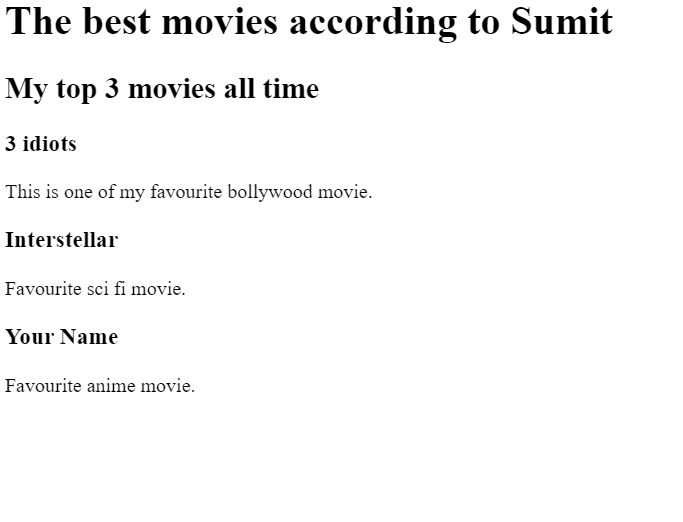 The best movies according to Sumit
My top 3 movies all time
3 idiots
This is one of my favourite bollywood movie.
Interstellar
Favourite sci fi movie.
Your Name
Favourite anime movie.